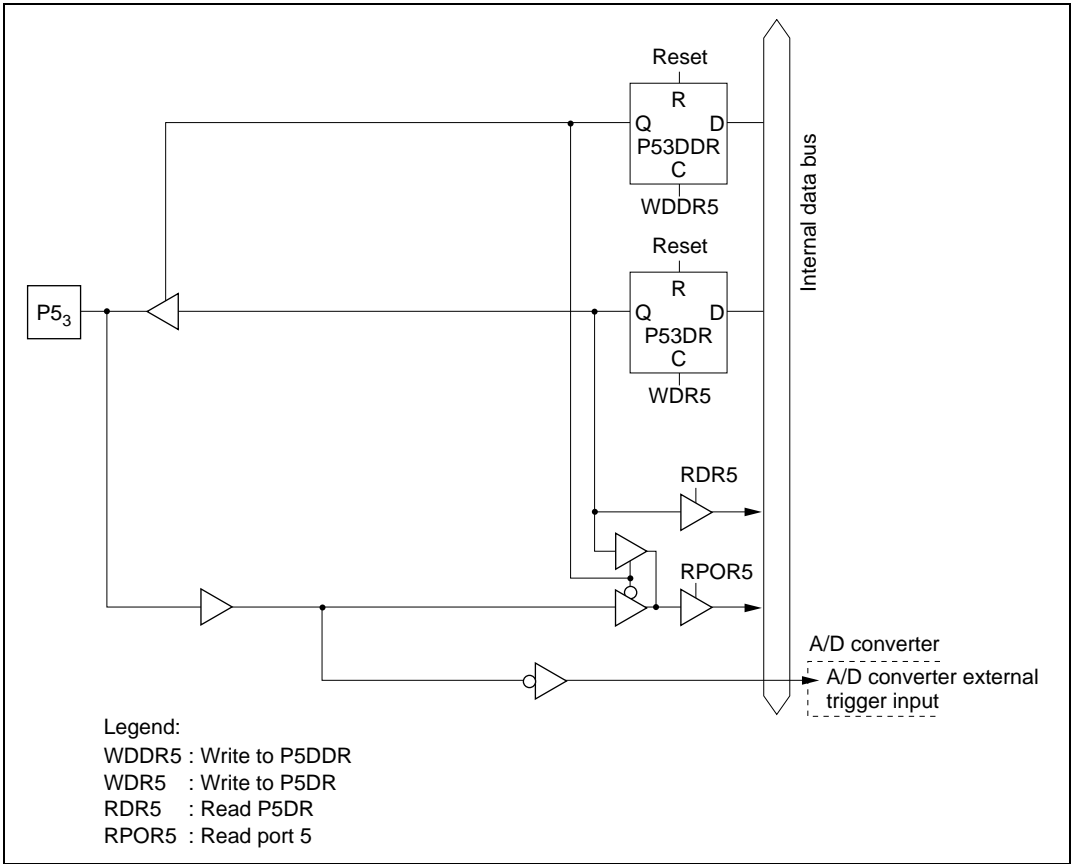 Reset
R
Q D
P53DDR
C
WDDR5
Internal data bus
Reset
R
P5₃
Q D
P53DR
C
WDR5
RDR5
RPOR5
A/D converter
A/D converter external
trigger input
Legend:
WDDR5 : Write to P5DDR
WDR5 : Write to P5DR
RDR5 : Read P5DR
RPOR5 : Read port 5